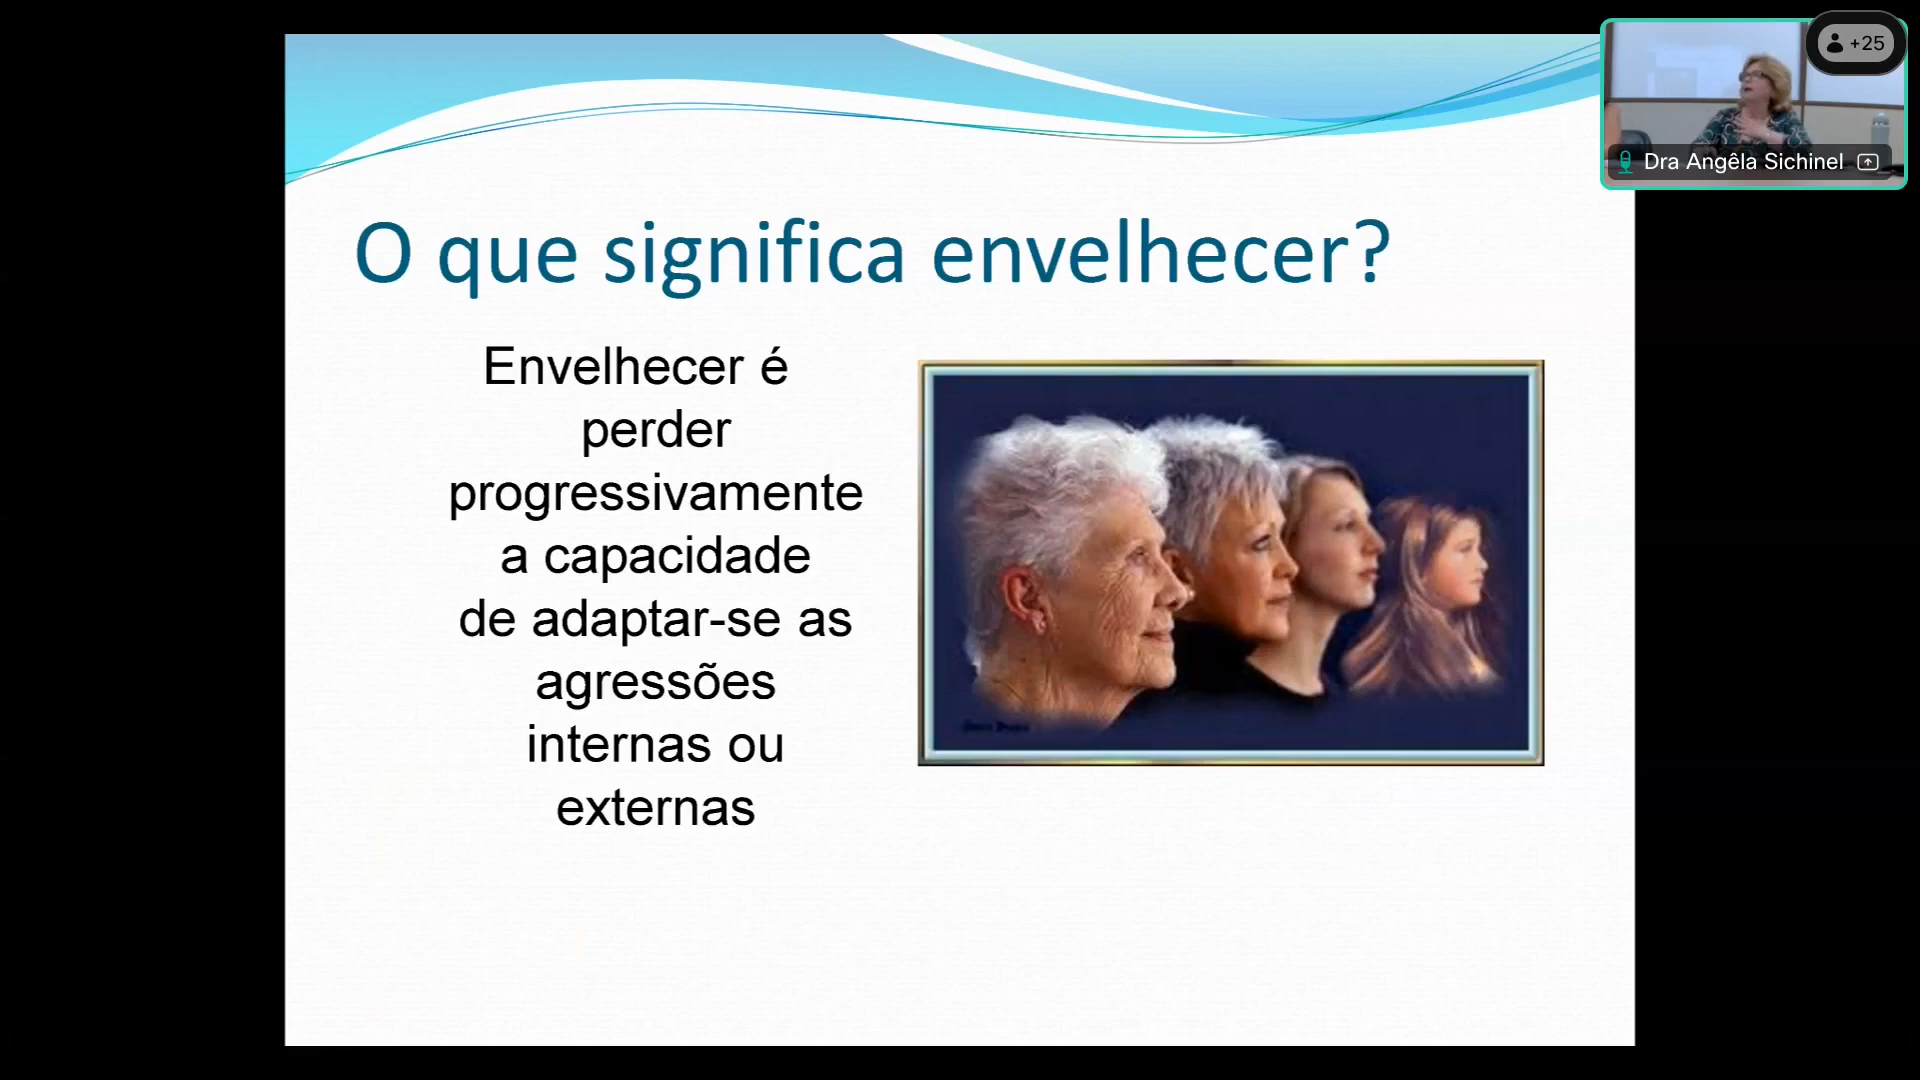 +25
Dra Angêla Sichinel
O que significa envelhecer?
Envelhecer é
perder
progressivamente
a capacidade
de adaptar-se as
agressões
internas ou
externas